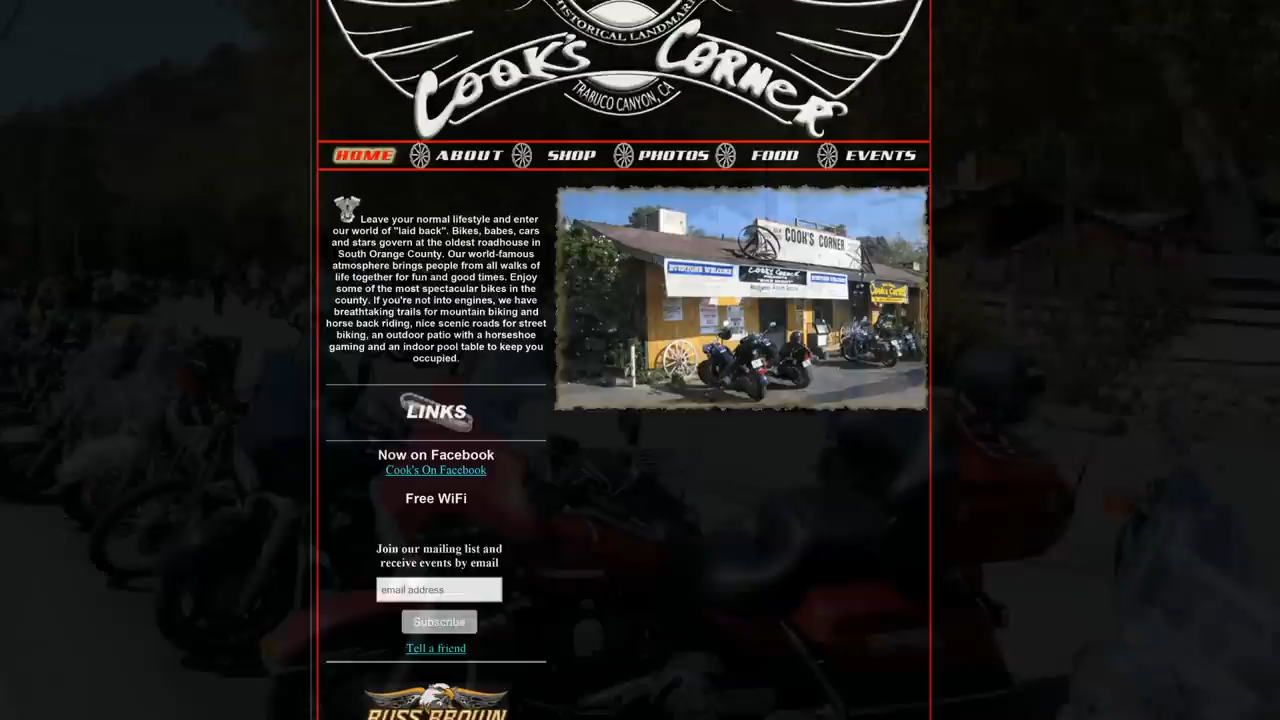 HISTORICAL LANDMARK
COOK'S CORNER
TRABUCO CANYON, CA
HOME ABOUT SHOP PHOTOS FOOD EVENTS
Leave your normal lifestyle and enter
our world of "laid back". Bikes, babes, cars
and stars govern at the oldest roadhouse in
South Orange County. Our world-famous
atmosphere brings people from all walks of
life together for fun and good times. Enjoy
some of the most spectacular bikes in the
county. If you're not into engines, we have
breathtaking trails for mountain biking and
horse back riding, nice scenic roads for street
biking, an outdoor patio with a horseshoe
gaming and an indoor pool table to keep you
occupied.
COOK'S CORNER
EVERYONE WELCOME
COOK'S CORNER
Cook's Corner
LINKS
Now on Facebook
Cook's On Facebook
Free WiFi
Join our mailing list and
receive events by email
email address
Subscribe
Tell a friend
RUSS BROWN